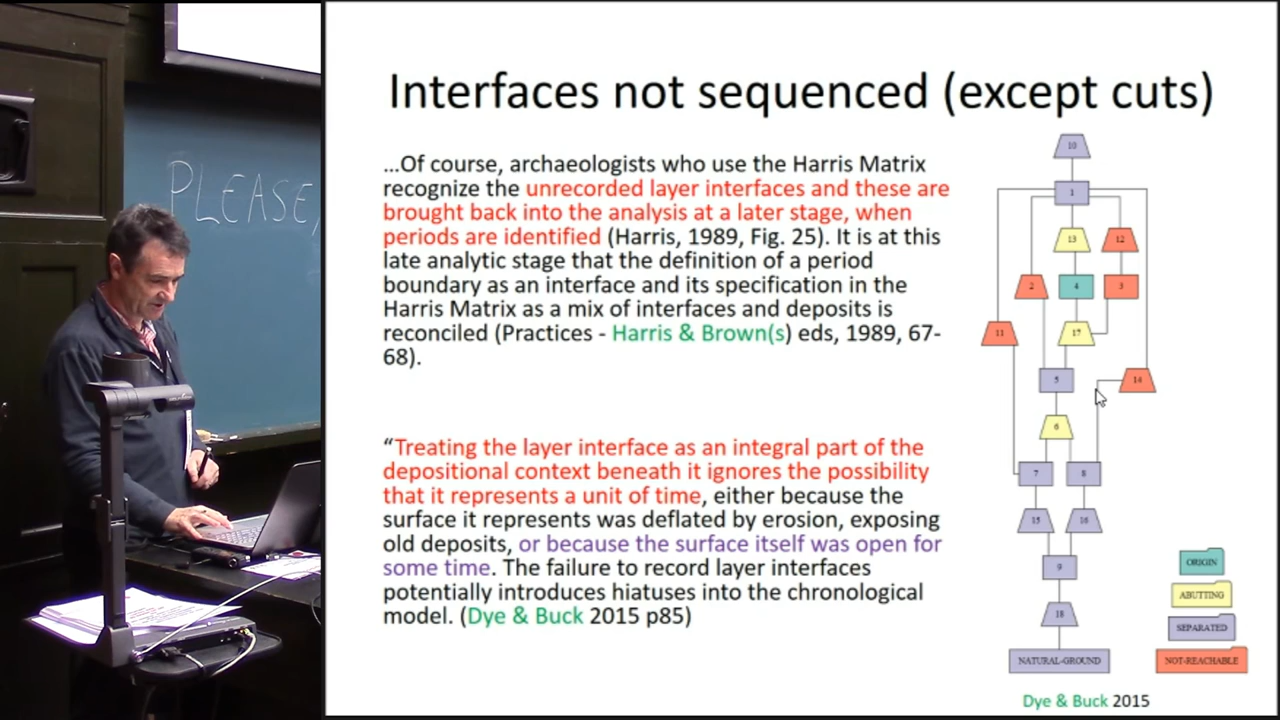 PLEASE,
Interfaces not sequenced (except cuts)
...Of course, archaeologists who use the Harris Matrix
recognize the unrecorded layer interfaces and these are
brought back into the analysis at a later stage, when
periods are identified (Harris, 1989, Fig. 25). It is at this
late analytic stage that the definition of a period
boundary as an interface and its specification in the
Harris Matrix as a mix of interfaces and deposits is
reconciled (Practices - Harris & Brown(s) eds, 1989, 67-
68).
“Treating the layer interface as an integral part of the
depositional context beneath it ignores the possibility
that it represents a unit of time, either because the
surface it represents was deflated by erosion, exposing
old deposits, or because the surface itself was open for
some time. The failure to record layer interfaces
potentially introduces hiatuses into the chronological
model. (Dye & Buck 2015 p85)
10
1
13 12
2 4 3
11 17
5 14
6
7 8
15 16
9
18
NATURAL-GROUND
ORIGIN
ABUTTING
SEPARATED
NOT-REACHABLE
Dye & Buck 2015